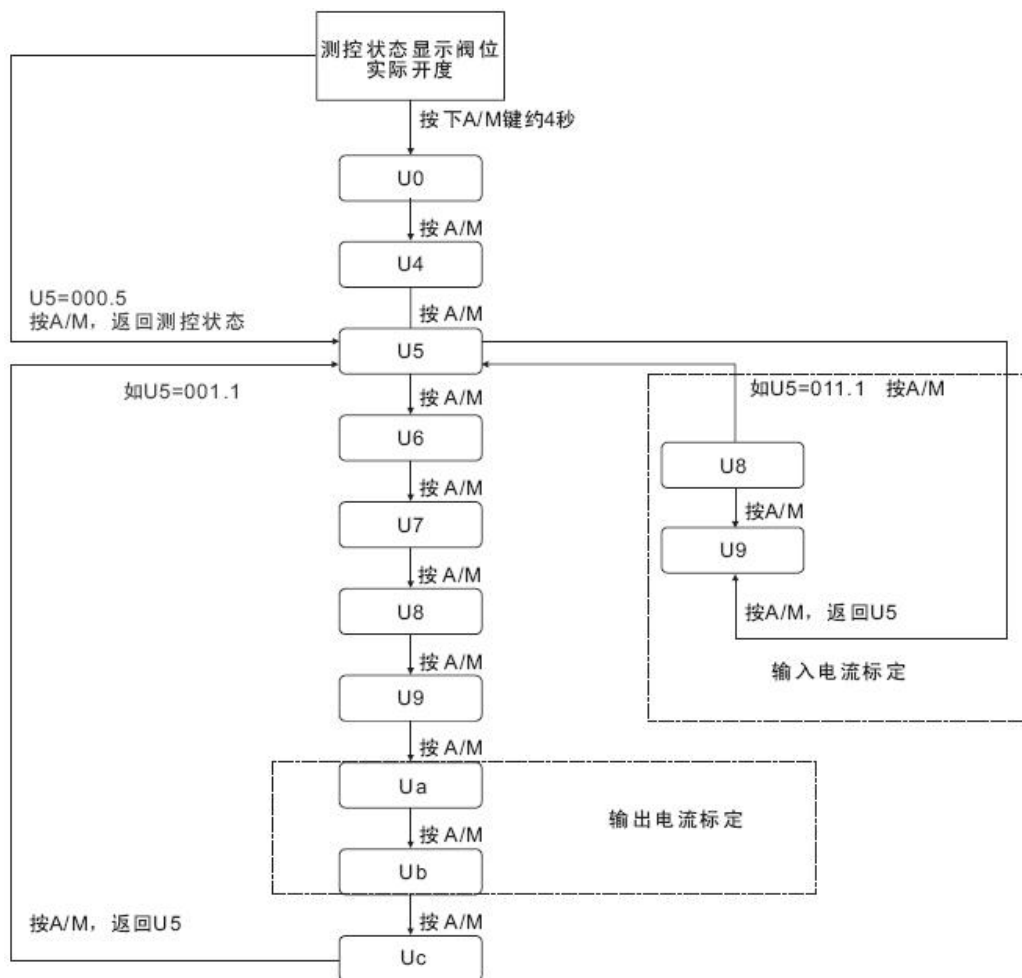 测控状态显示阀位
实际开度
按下A/M键约4秒
U0
按 A/M
U4
按 A/M
U5=000.5
按A/M，返回测控状态
U5
如U5=001.1
按 A/M
如U5=011.1 按A/M
U6
U8
按 A/M
按A/M
U7
U9
按 A/M
U8
按A/M，返回U5
按 A/M
输入电流标定
U9
按 A/M
Ua
输出电流标定
按 A/M
Ub
按A/M，返回U5
按 A/M
Uc